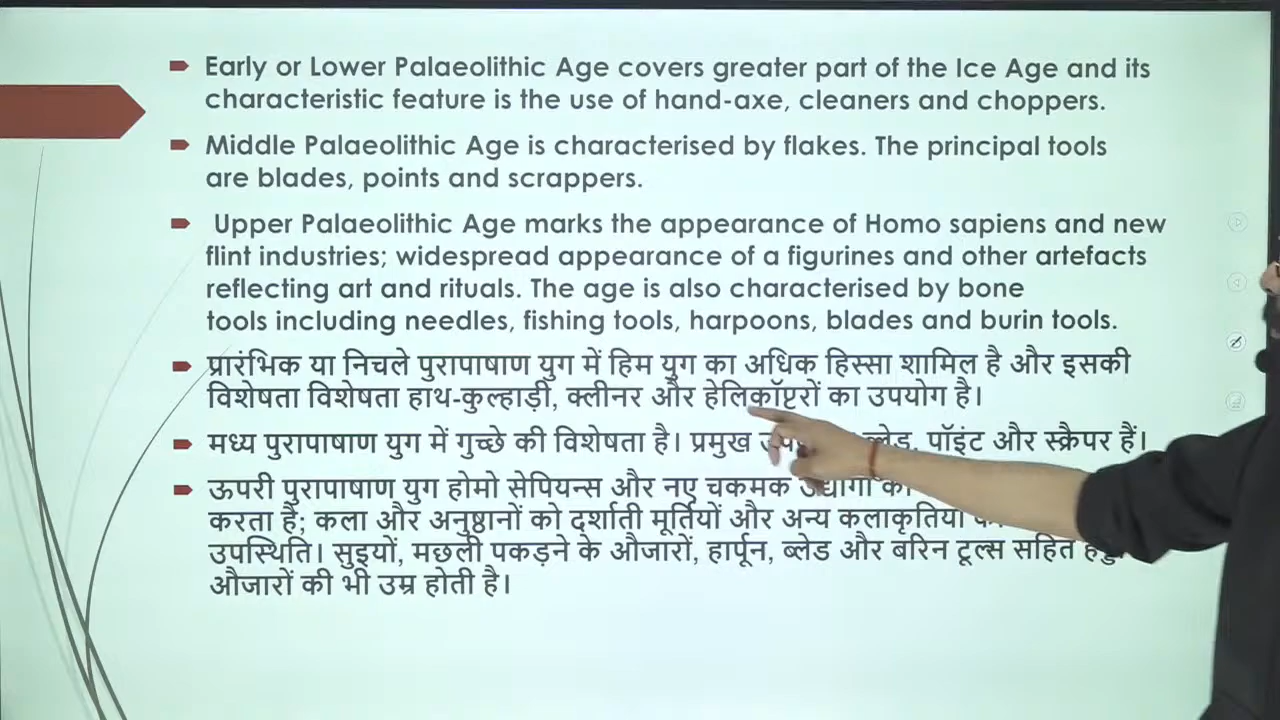 Early or Lower Palaeolithic Age covers greater part of the Ice Age and its
characteristic feature is the use of hand-axe, cleaners and choppers.
Middle Palaeolithic Age is characterised by flakes. The principal tools
are blades, points and scrappers.
Upper Palaeolithic Age marks the appearance of Homo sapiens and new
flint industries; widespread appearance of a figurines and other artefacts
reflecting art and rituals. The age is also characterised by bone
tools including needles, fishing tools, harpoons, blades and burin tools.
प्रारंभिक या निचले पुरापाषाण युग में हिम युग का अधिक हिस्सा शामिल है और इसकी
विशेषता विशेषता हाथ-कुल्हाड़ी, क्लीनर और हेलिकॉप्टरों का उपयोग है।
मध्य पुरापाषाण युग में गुच्छे की विशेषता है। प्रमुख ब्लेड, पॉइंट और स्क्रैपर हैं।
ऊपरी पुरापाषाण युग होमो सेपियन्स और नए चकमक
करता है; कला और अनुष्ठानों को दर्शाती मूर्तियों और अन्य कलाकृतियों
उपस्थिति। सुइयों, मछली पकड़ने के औजारों, हार्पून, ब्लेड और बरिन टूल्स सहित
औजारों की भी उम्र होती है।